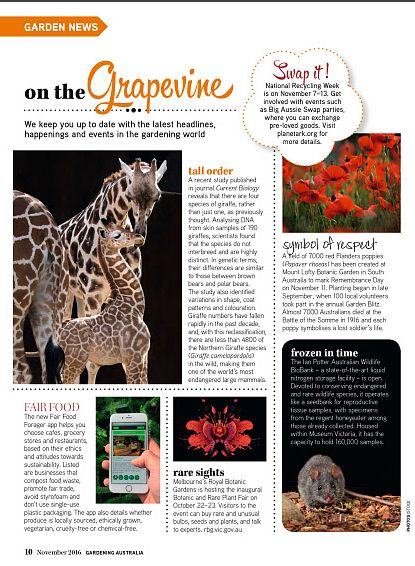 GARDEN NEWS
on the Grapevine
We keep you up to date with the latest headlines,
happenings and events in the gardening world
Swap it!
National Recycling Week
is on November 7–13. Get
involved with events such
as Big Aussie Swap parties,
where you can exchange
pre-loved goods. Visit
planetark.org for
more details.
tall order
A recent study published
in journal Current Biology
reveals that there are four
species of giraffe, rather
than just one, as previously
thought. Analysing DNA
from skin samples of 190
giraffes, scientists found
that the species do not
interbreed and are highly
distinct. In genetic terms,
their differences are similar
to those between brown
bears and polar bears.
The study also identified
variations in shape, coat
patterns and colouration.
Giraffe numbers have fallen
rapidly in the past decade,
and, with this reclassification,
there are less than 4800 of
the Northern Giraffe species
(Giraffa camelopardalis)
in the wild, making them
one of the world's most
endangered large mammals.
symbol of respect
A field of 7000 red Flanders poppies
(Papaver rhoeas) has been created at
Mount Lofty Botanic Garden in South
Australia to mark Remembrance Day
on November 11. Planting began in late
September, when 100 local volunteers
took part in the annual Garden Blitz.
Almost 7000 Australians died at the
Battle of the Somme in 1916 and each
poppy symbolises a lost soldier's life.
frozen in time
The Ian Potter Australian Wildlife
BioBank – a state-of-the-art liquid
nitrogen storage facility – is open.
Devoted to conserving endangered
and rare wildlife species, it operates
like a seedbank for reproductive
tissue samples, with specimens
from the regent honeyeater among
those already collected. Housed
within Museum Victoria, it has the
capacity to hold 160,000 samples.
FAIR FOOD
The new Fair Food
Forager app helps you
choose cafes, grocery
stores and restaurants,
based on their ethics
and attitudes towards
sustainability. Listed
are businesses that
compost food waste,
promote fair trade,
avoid styrofoam and
don't use single-use
plastic packaging. The app also details whether
produce is locally sourced, ethically grown,
vegetarian, cruelty-free or chemical-free.
rare sights
Melbourne's Royal Botanic
Gardens is hosting the inaugural
Botanic and Rare Plant Fair on
October 22–23. Visitors to the
event can buy rare and unusual
bulbs, seeds and plants, and talk
to experts. rbg.vic.gov.au
PHOTOS ISTOCK
10 November 2016 GARDENING AUSTRALIA